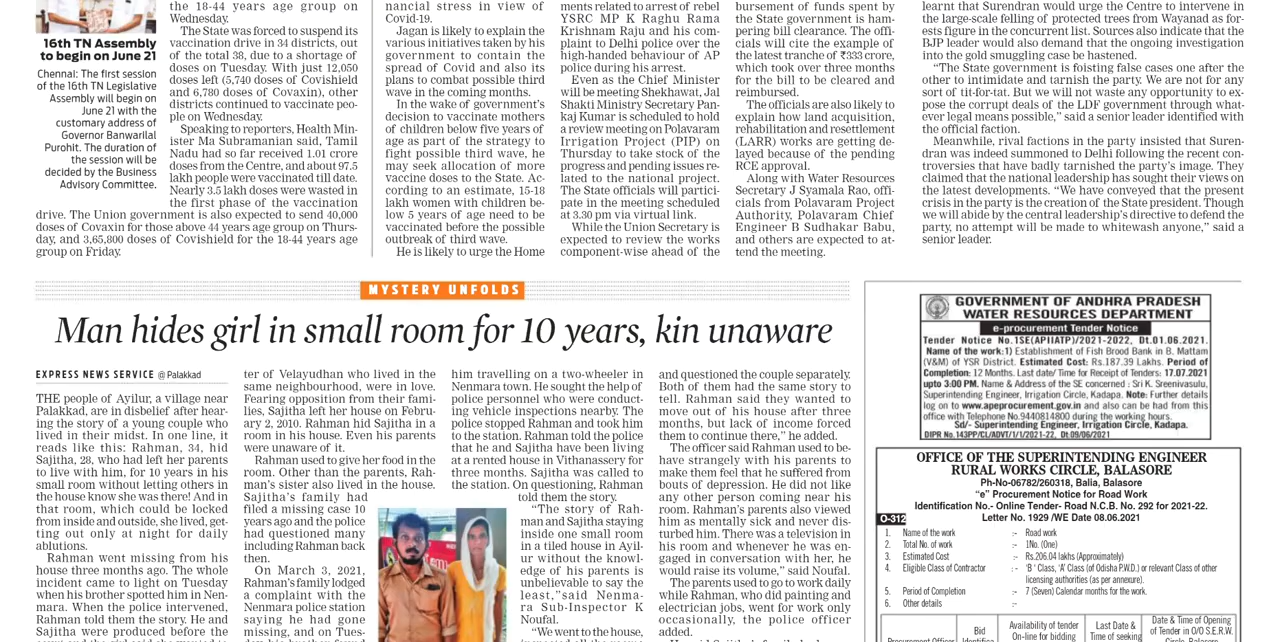 16th TN Assembly
to begin on June 21
Chennai: The first session
of the 16th TN Legislative
Assembly will begin on
June 21 with the
customary address of
Governor Banwarilal
Purohit. The duration of
the session will be
decided by the Business
Advisory Committee.
the 18-44 years age group on
Wednesday.
The State was forced to suspend its
vaccination drive in 34 districts, out
of the total 38, due to a shortage of
doses on Tuesday. With just 12,050
doses left (5,740 doses of Covishield
and 6,780 doses of Covaxin), other
districts continued to vaccinate peo-
ple on Wednesday.
Speaking to reporters, Health Min-
ister Ma Subramanian said, Tamil
Nadu had so far received 1.01 crore
doses from the Centre, and about 97.5
lakh people were vaccinated till date.
Nearly 3.5 lakh doses were wasted in
the first phase of the vaccination
drive. The Union government is also expected to send 40,000
doses of Covaxin for those above 44 years age group on Thurs-
day, and 3,65,800 doses of Covishield for the 18-44 years age
group on Friday.
nancial stress in view of
Covid-19.
Jagan is likely to explain the
various initiatives taken by his
government to contain the
spread of Covid and also its
plans to combat possible third
wave in the coming months.
In the wake of government's
decision to vaccinate mothers
of children below five years of
age as part of the strategy to
fight possible third wave, he
may seek allocation of more
vaccine doses to the State. Ac-
cording to an estimate, 15-18
lakh women with children be-
low 5 years of age need to be
vaccinated before the possible
outbreak of third wave.
He is likely to urge the Home
ments related to arrest of rebel
YSRC MP K Raghu Rama
Krishnam Raju and his com-
plaint to Delhi police over the
high-handed behaviour of AP
police during his arrest.
Even as the Chief Minister
will be meeting Shekhawat, Jal
Shakti Ministry Secretary Pan-
kaj Kumar is scheduled to hold
a review meeting on Polavaram
Irrigation Project (PIP) on
Thursday to take stock of the
progress and pending issues re-
lated to the national project.
The State officials will partici-
pate in the meeting scheduled
at 3.30 pm via virtual link.
While the Union Secretary is
expected to review the works
component-wise ahead of the
bursement of funds spent by
the State government is ham-
pering bill clearance. The offi-
cials will cite the example of
the latest tranche of ₹333 crore,
which took over three months
for the bill to be cleared and
reimbursed.
The officials are also likely to
explain how land acquisition,
rehabilitation and resettlement
(LARR) works are getting de-
layed because of the pending
RCE approval.
Along with Water Resources
Secretary J Syamala Rao, offi-
cials from Polavaram Project
Authority, Polavaram Chief
Engineer B Sudhakar Babu,
and others are expected to at-
tend the meeting.
learnt that Surendran would urge the Centre to intervene in
the large-scale felling of protected trees from Wayanad as for-
ests figure in the concurrent list. Sources also indicate that the
BJP leader would also demand that the ongoing investigation
into the gold smuggling case be hastened.
"The State government is foisting false cases one after the
other to intimidate and tarnish the party. We are not for any
sort of tit-for-tat. But we will not waste any opportunity to ex-
pose the corrupt deals of the LDF government through what-
ever legal means possible," said a senior leader identified with
the official faction.
Meanwhile, rival factions in the party insisted that Suren-
dran was indeed summoned to Delhi following the recent con-
troversies that have badly tarnished the party's image. They
claimed that the national leadership has sought their views on
the latest developments. "We have conveyed that the present
crisis in the party is the creation of the State president. Though
we will abide by the central leadership's directive to defend the
party, no attempt will be made to whitewash anyone," said a
senior leader.
MYSTERY UNFOLDS
Man hides girl in small room for 10 years, kin unaware
EXPRESS NEWS SERVICE @ Palakkad
THE people of Ayilur, a village near
Palakkad, are in disbelief after hear-
ing the story of a young couple who
lived in their midst. In one line, it
reads like this: Rahman, 34, hid
Sajitha, 28, who had left her parents
to live with him, for 10 years in his
small room without letting others in
the house know she was there! And in
that room, which could be locked
from inside and outside, she lived, get-
ting out only at night for daily
ablutions.
Rahman went missing from his
house three months ago. The whole
incident came to light on Tuesday
when his brother spotted him in Nen-
mara. When the police intervened,
Rahman told them the story. He and
Sajitha were produced before the
ter of Velayudhan who lived in the
same neighbourhood, were in love.
Fearing opposition from their fami-
lies, Sajitha left her house on Febru-
ary 2, 2010. Rahman hid Sajitha in a
room in his house. Even his parents
were unaware of it.
Rahman used to give her food in the
room. Other than the parents, Rah-
man's sister also lived in the house.
Sajitha's family had
filed a missing case 10
years ago and the police
had questioned many
including Rahman back
then.
On March 3, 2021,
Rahman's family lodged
a complaint with the
Nenmara police station
saying he had gone
missing, and on Tues-
him travelling on a two-wheeler in
Nenmara town. He sought the help of
police personnel who were conduct-
ing vehicle inspections nearby. The
police stopped Rahman and took him
to the station. Rahman told the police
that he and Sajitha have been living
at a rented house in Vithanassery for
three months. Sajitha was called to
the station. On questioning, Rahman
told them the story.
"The story of Rah-
man and Sajitha staying
inside one small room
in a tiled house in Ayil-
ur without the knowl-
edge of his parents is
unbelievable to say the
least,"said Nenma-
ra Sub-Inspector K
Noufal.
"We went to the house,
and questioned the couple separately.
Both of them had the same story to
tell. Rahman said they wanted to
move out of his house after three
months, but lack of income forced
them to continue there," he added.
The officer said Rahman used to be-
have strangely with his parents to
make them feel that he suffered from
bouts of depression. He did not like
any other person coming near his
room. Rahman's parents also viewed
him as mentally sick and never dis-
turbed him. There was a television in
his room and whenever he was en-
gaged in conversation with her, he
would raise its volume," said Noufal.
The parents used to go to work daily
while Rahman, who did painting and
electrician jobs, went for work only
occasionally, the police officer
added.
GOVERNMENT OF ANDHRA PRADESH
WATER RESOURCES DEPARTMENT
e-procurement Tender Notice
Tender Notice No.1SE(APIIATP)/2021-2022, Dt.01.06.2021.
Name of the work:1) Establishment of Fish Brood Bank in B. Mattam
(V&M) of YSR District. Estimated Cost: Rs.187.39 Lakhs. Period of
Completion: 12 Months. Last date/ Time for Receipt of Tenders: 17.07.2021
upto 3:00 PM. Name & Address of the SE concerned : Sri K. Sreenivasulu,
Superintending Engineer, Irrigation Circle, Kadapa. Note: Further details
log on to www.apeprocurement.gov.in and also can be had from this
office with Telephone No.9440814800 during the working hours.
Sd/- Superintending Engineer, Irrigation Circle, Kadapa.
DIPR No.143PP/CL/ADVT/1/1/2021-22, Dt:09/06/2021
OFFICE OF THE SUPERINTENDING ENGINEER
RURAL WORKS CIRCLE, BALASORE
Ph-No-06782/260318, Balia, Balasore
"e" Procurement Notice for Road Work
Identification No.- Online Tender- Road N.C.B. No. 292 for 2021-22.
O-312 Letter No. 1929 /WE Date 08.06.2021
1. Name of the work :- Road work
2. Total No. of work :- 1No. (One)
3. Estimated Cost :- Rs.206.04 lakhs (Approximately)
4. Eligible Class of Contractor :- 'B ' Class, 'A' Class (of Odisha P.W.D.) or relevant Class of other
licensing authorities (as per annexure).
5. Period of Completion :- 7 (Seven) Calendar months for the work.
6. Other details :-
Procurement Officer
Bid
Availability of tender
On-line for bidding
Last Date &
Time of seeking
Date & Time of Opening
of Tender in O/O S.E.R.W.